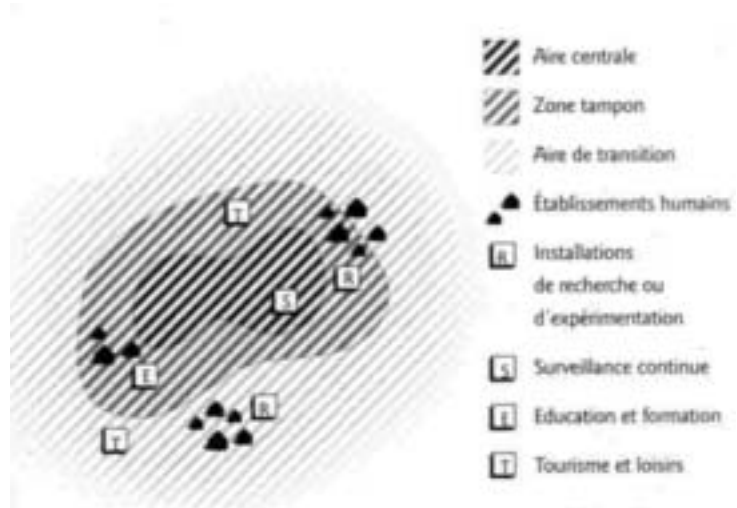 Aire centrale
Zone tampon
Aire de transition
Établissements humains
R Installations
de recherche ou
d'expérimentation
S Surveillance continue
E Education et formation
T Tourisme et loisirs
T
R
S
E
R
T